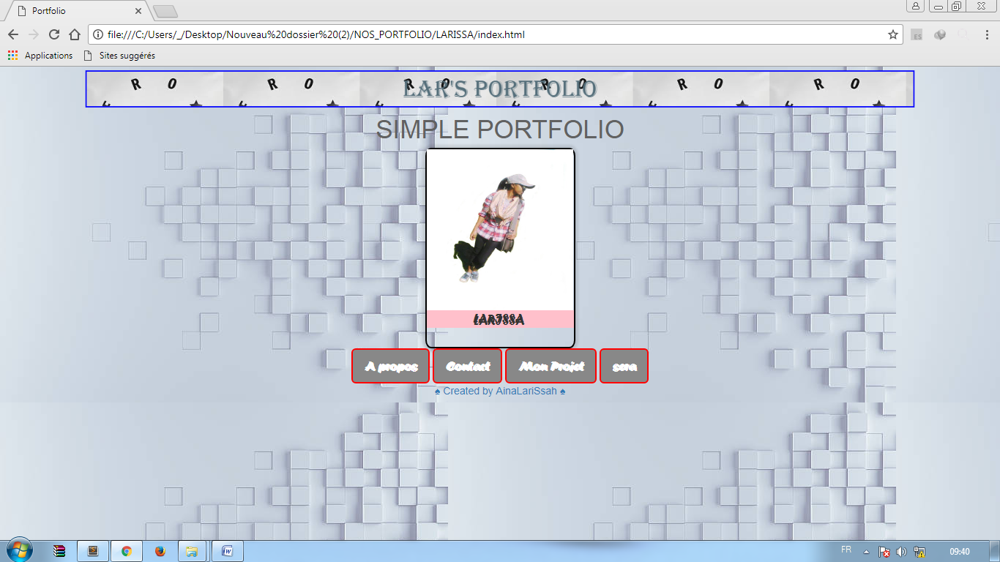 Portfolio
file:///C:/Users/_/Desktop/Nouveau%20dossier%20(2)/NOS_PORTFOLIO/LARISSA/index.html
ES
Applications Sites suggérés
R O R O R O R O R O R O
LAR'S PORTFOLIO
SIMPLE PORTFOLIO
A propos Contact Mon Projet sera
♠ Created by AinaLariSsah ♠
FR 09:40